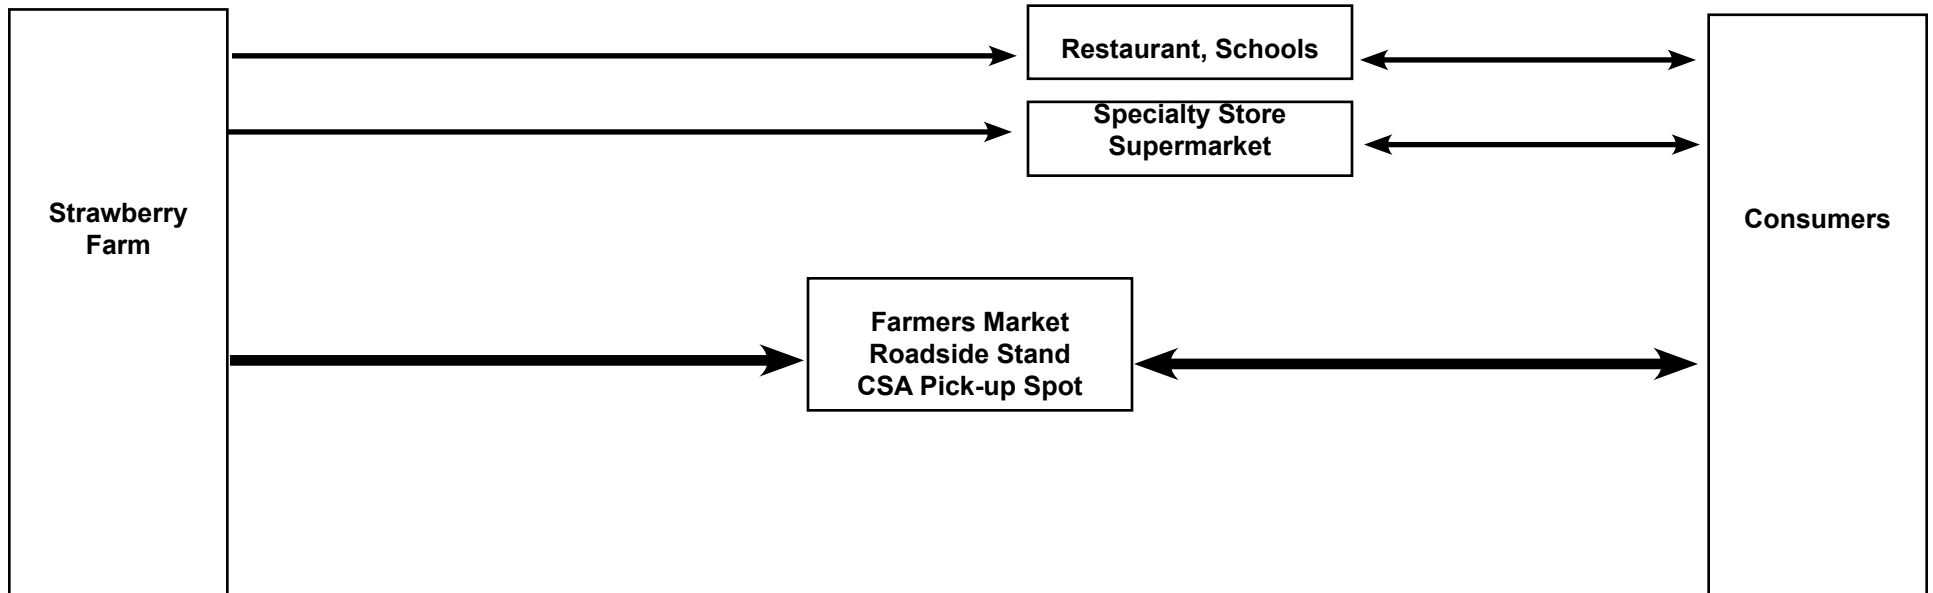 Restaurant, Schools
Specialty Store
Supermarket
Strawberry
Farm
Consumers
Farmers Market
Roadside Stand
CSA Pick-up Spot